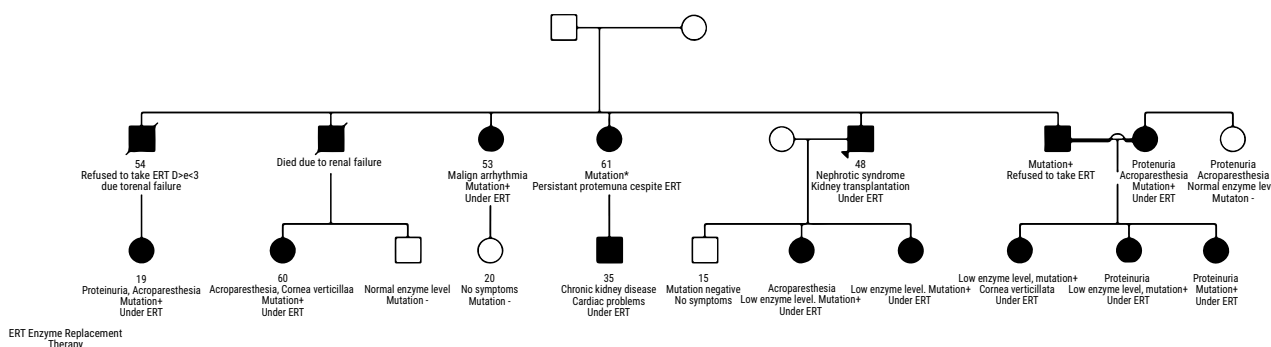 54
Refused to take ERT D>e<3
due torenal failure
Died due to renal failure
53
Malign arrhythmia
Mutation+
Under ERT
61
Mutation*
Persistant protemuna cespite ERT
48
Nephrotic syndrome
Kidney transplantation
Under ERT
Mutation+
Refused to take ERT
Protenuria
Acroparesthesia
Mutation+
Under ERT
Protenuria
Acroparesthesia
Normal enzyme lev
Mutaton -
19
Proteinuria, Acroparesthesia
Mutation+
Under ERT
60
Acroparesthesia, Cornea verticillaa
Mutation+
Under ERT
Normal enzyme level
Mutation -
20
No symptoms
Mutation -
35
Chronic kidney disease
Cardiac problems
Under ERT
15
Mutation negative
No symptoms
Acroparesthesia
Low enzyme level. Mutation+
Under ERT
Low enzyme level. Mutation+
Under ERT
Low enzyme level, mutation+
Cornea verticillata
Under ERT
Proteinuria
Low enzyme level, mutation+
Under ERT
Proteinuria
Mutation+
Under ERT
ERT Enzyme Replacement
Therapy